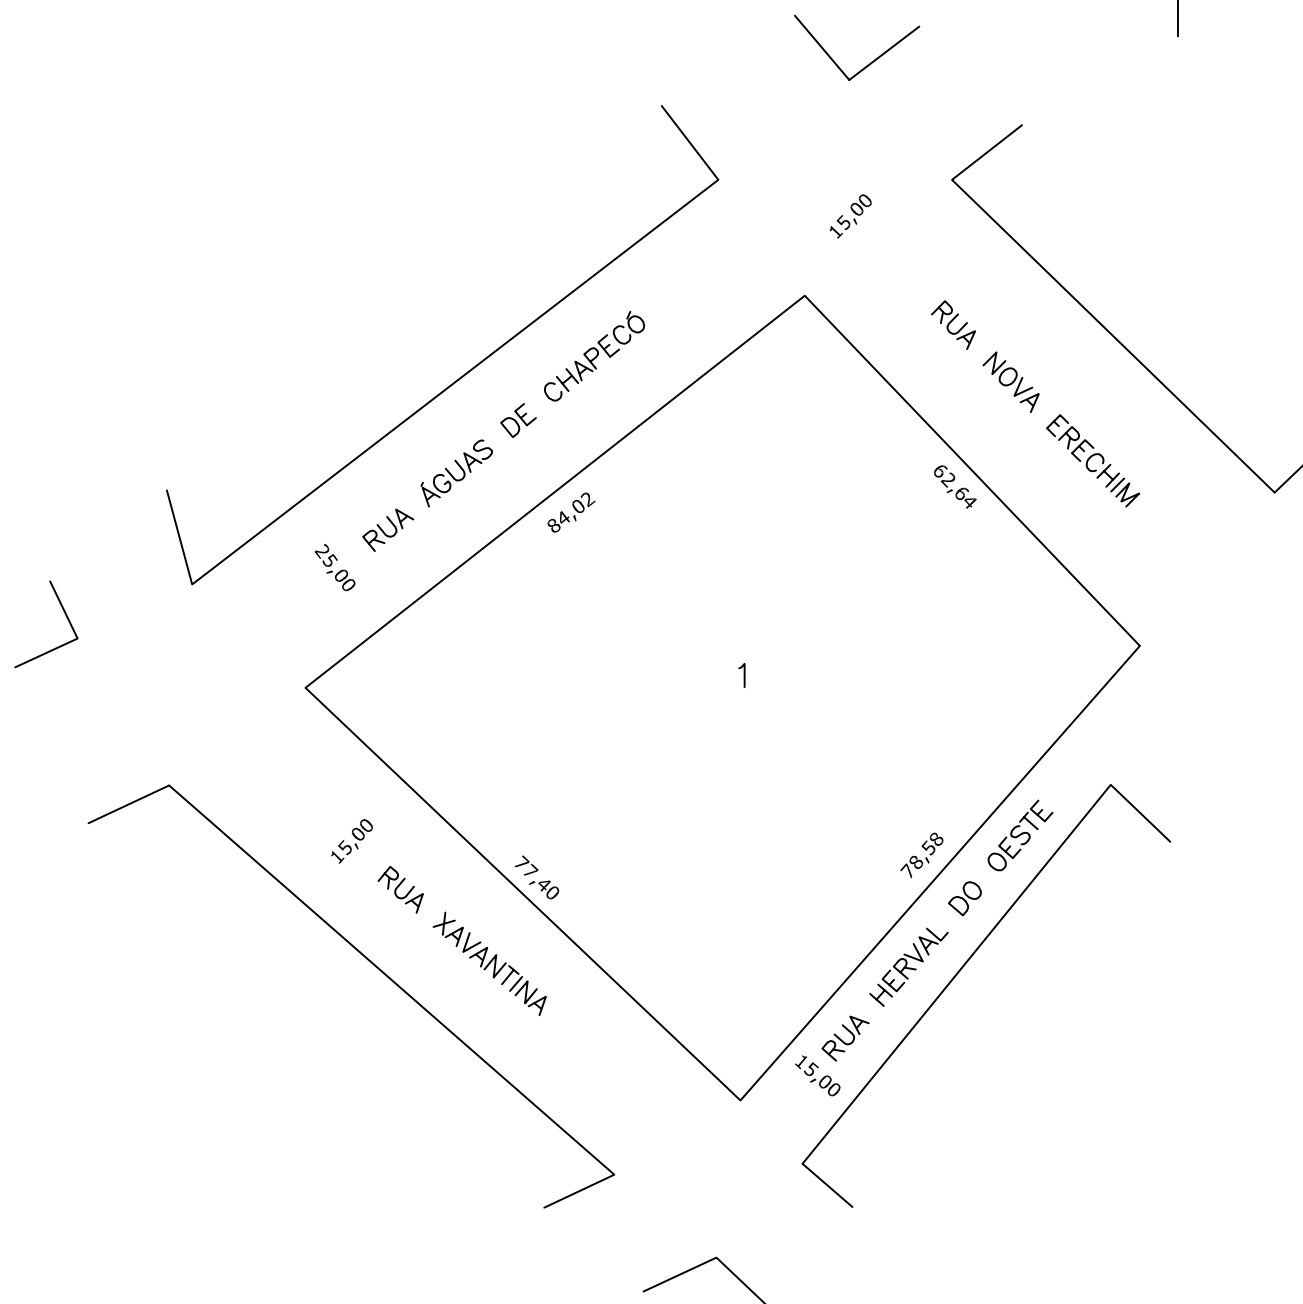 15,00
RUA NOVA ERECHIM
RUA ÁGUAS DE CHAPECÓ
62,64
84,02
25,00
1
15,00
RUA XAVANTINA
77,40
78,58
RUA HERVAL DO OESTE
15,00